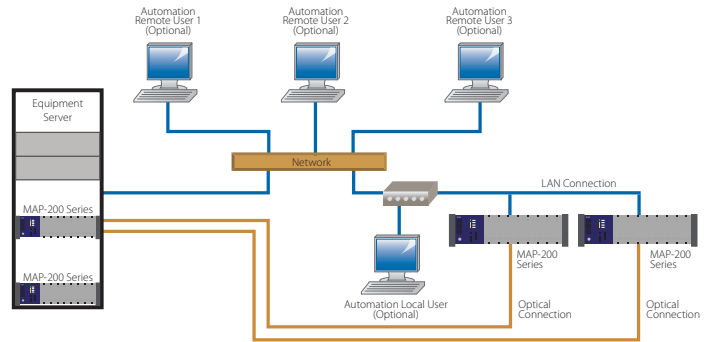 Automation
Remote User 1
(Optional)
Automation
Remote User 2
(Optional)
Automation
Remote User 3
(Optional)
Equipment
Server
Network
LAN Connection
MAP-200 Series
MAP-200
Series
MAP-200
Series
MAP-200 Series
Automation Local User
(Optional)
Optical
Connection
Optical
Connection